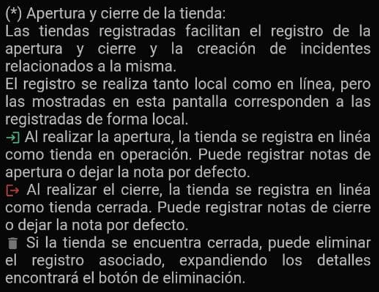 (*) Apertura y cierre de la tienda:
Las tiendas registradas facilitan el registro de la
apertura y cierre y la creación de incidentes
relacionados a la misma.
El registro se realiza tanto local como en línea, pero
las mostradas en esta pantalla corresponden a las
registradas de forma local.
Al realizar la apertura, la tienda se registra en linéa
como tienda en operación. Puede registrar notas de
apertura o dejar la nota por defecto.
Al realizar el cierre, la tienda se registra en linéa
como tienda cerrada. Puede registrar notas de cierre
o dejar la nota por defecto.
Si la tienda se encuentra cerrada, puede eliminar
el registro asociado, expandiendo los detalles
encontrará el botón de eliminación.